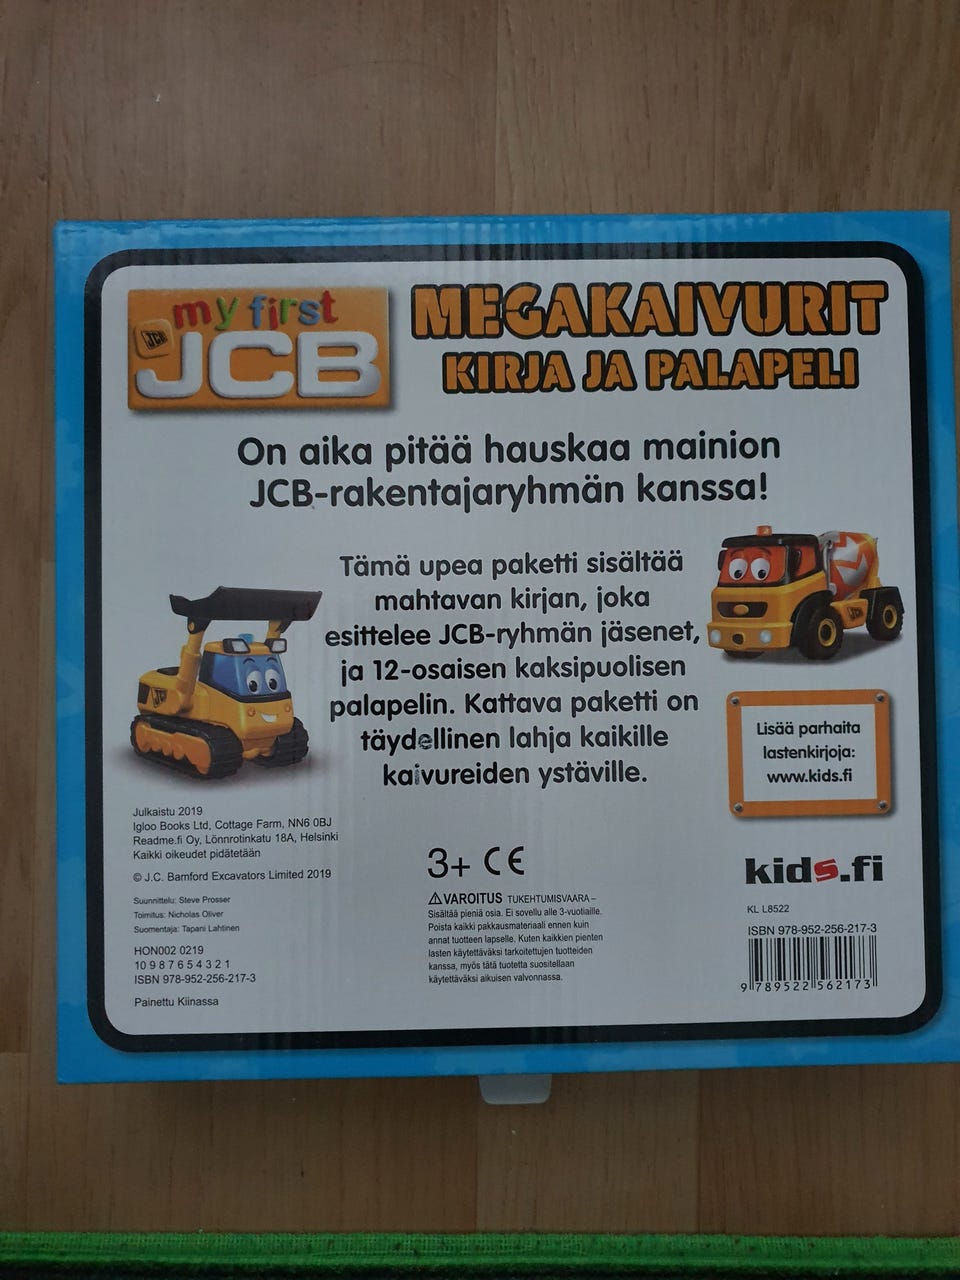 my first
JCB
JCB
MEGAKAIVURIT
KIRJA JA PALAPELI
On aika pitää hauskaa mainion
JCB-rakentajaryhmän kanssa!
Tämä upea paketti sisältää
mahtavan kirjan, joka
esittelee JCB-ryhmän jäsenet,
ja 12-osaisen kaksipuolisen
palapelin. Kattava paketti on
täydellinen lahja kaikille
kaivureiden ystäville.
JCB
JCB
Lisää parhaita
lastenkirjoja:
www.kids.fi
Julkaistu 2019
Igloo Books Ltd, Cottage Farm, NN6 0BJ
Readme.fi Oy, Lönnrotinkatu 18A, Helsinki
Kaikki oikeudet pidätetään
© J.C. Bamford Excavators Limited 2019
Suunnittelu: Steve Prosser
Toimitus: Nicholas Oliver
Suomentaja: Tapani Lahtinen
HON002 0219
10 9 8 7 6 5 4 3 2 1
ISBN 978-952-256-217-3
Painettu Kiinassa
3+ CE
⚠VAROITUS TUKEHTUMISVAARA –
Sisältää pieniä osia. Ei sovellu alle 3-vuotiaille.
Poista kaikki pakkausmateriaali ennen kuin
annat tuotteen lapselle. Kuten kaikkien pienten
lasten käytettäväksi tarkoitettujen tuotteiden
kanssa, myös tätä tuotetta suositellaan
käytettäväksi aikuisen valvonnassa.
kids.fi
KL L8522
ISBN 978-952-256-217-3
9 789522 562173